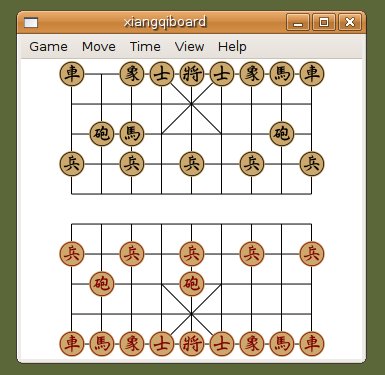 xiangqiboard
Game Move Time View Help
車 象 士 將 士 象 馬 車
砲 馬 砲
兵 兵 兵 兵 兵
兵 兵 兵 兵 兵
砲 砲
車 馬 象 士 將 士 象 馬 車